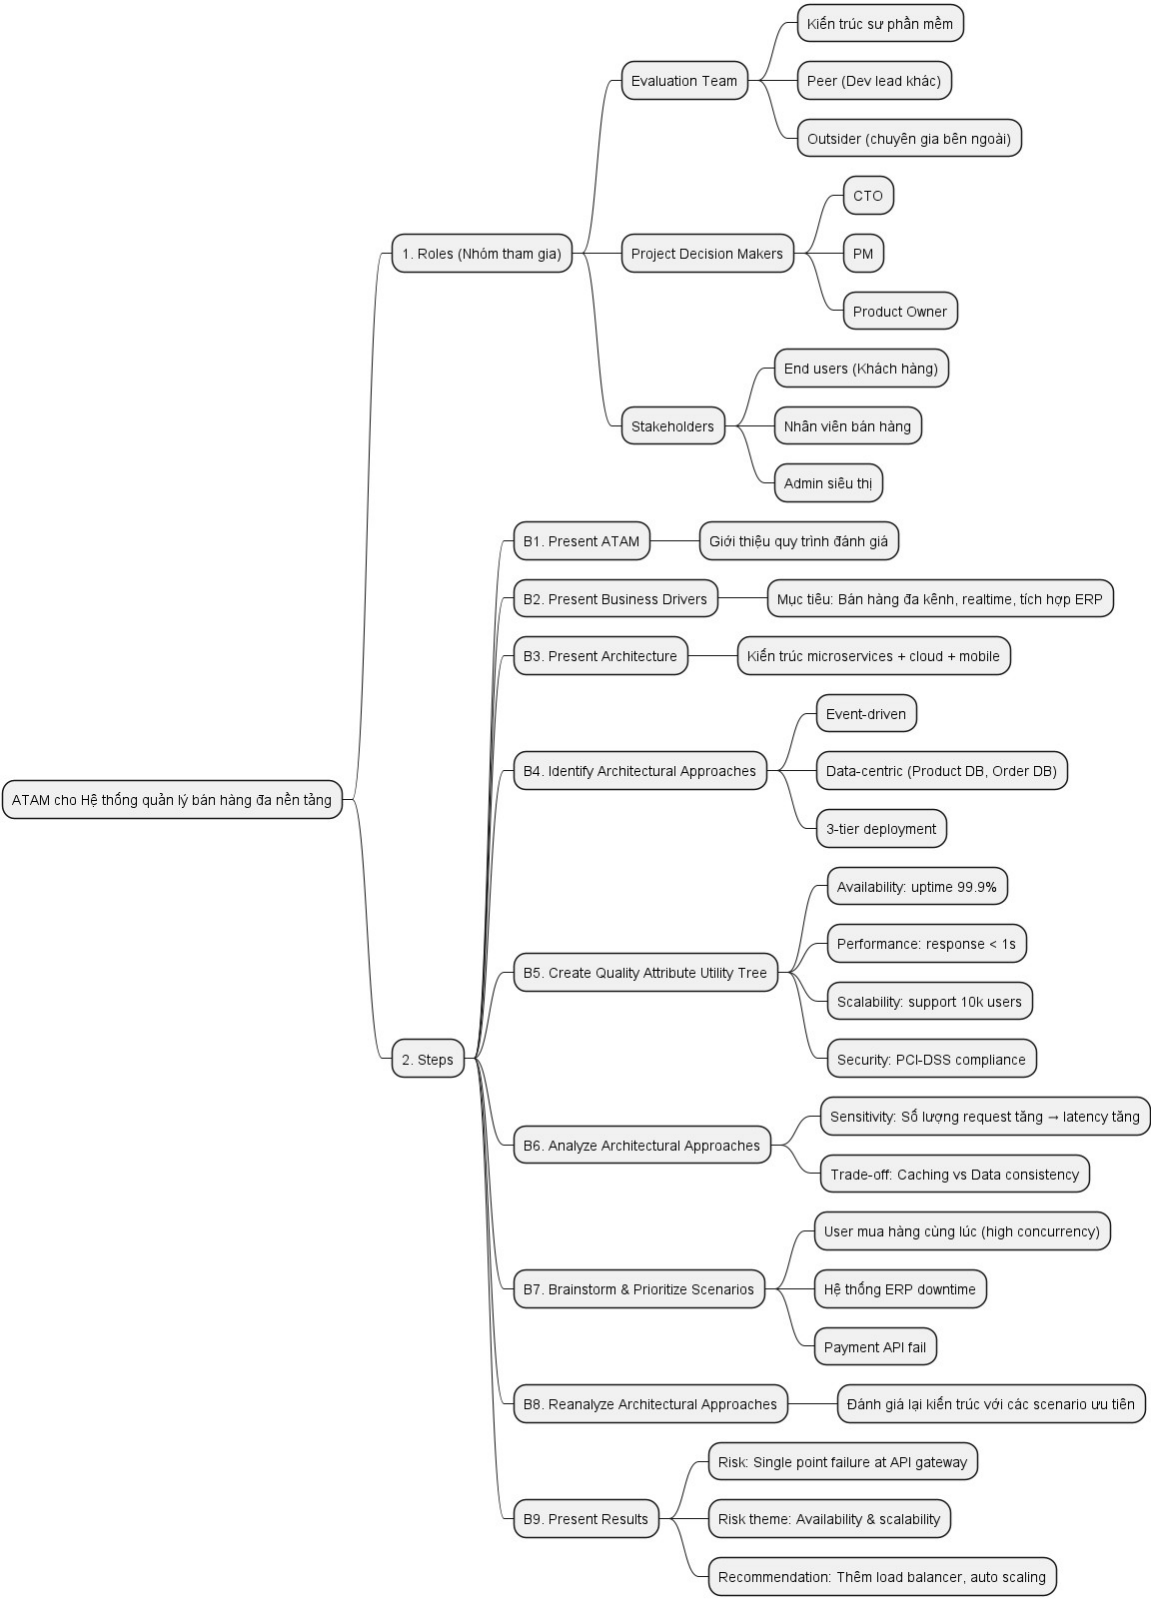 ATAM cho Hệ thống quản lý bán hàng đa nền tảng
1. Roles (Nhóm tham gia)
Evaluation Team
Kiến trúc sư phần mềm
Peer (Dev lead khác)
Outsider (chuyên gia bên ngoài)
Project Decision Makers
CTO
PM
Product Owner
Stakeholders
End users (Khách hàng)
Nhân viên bán hàng
Admin siêu thị
2. Steps
B1. Present ATAM
Giới thiệu quy trình đánh giá
B2. Present Business Drivers
Mục tiêu: Bán hàng đa kênh, realtime, tích hợp ERP
B3. Present Architecture
Kiến trúc microservices + cloud + mobile
B4. Identify Architectural Approaches
Event-driven
Data-centric (Product DB, Order DB)
3-tier deployment
B5. Create Quality Attribute Utility Tree
Availability: uptime 99.9%
Performance: response < 1s
Scalability: support 10k users
Security: PCI-DSS compliance
B6. Analyze Architectural Approaches
Sensitivity: Số lượng request tăng → latency tăng
Trade-off: Caching vs Data consistency
B7. Brainstorm & Prioritize Scenarios
User mua hàng cùng lúc (high concurrency)
Hệ thống ERP downtime
Payment API fail
B8. Reanalyze Architectural Approaches
Đánh giá lại kiến trúc với các scenario ưu tiên
B9. Present Results
Risk: Single point failure at API gateway
Risk theme: Availability & scalability
Recommendation: Thêm load balancer, auto scaling